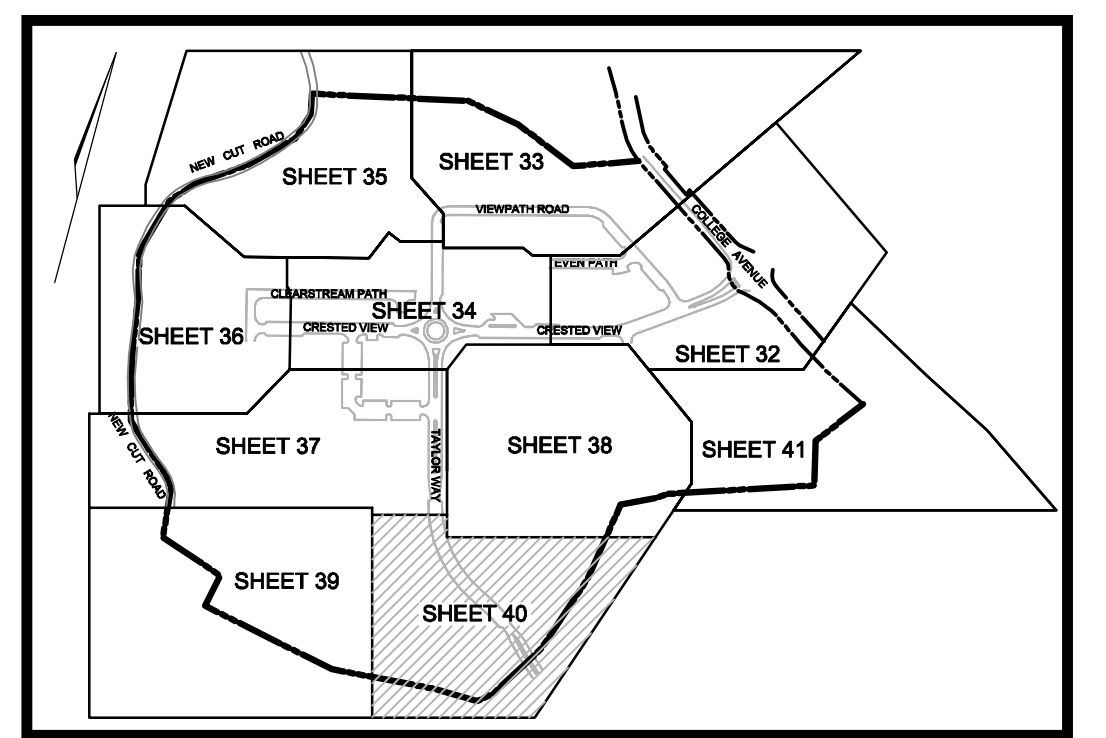 NEW CUT ROAD
SHEET 33
SHEET 35
VIEWPATH ROAD
COLLEGE AVENUE
EVEN PATH
CLEARSTREAM PATH
SHEET 34
CRESTED VIEW
CRESTED VIEW
SHEET 36
SHEET 32
NEW CUT ROAD
SHEET 37
TAYLOR WAY
SHEET 38
SHEET 41
SHEET 39
SHEET 40